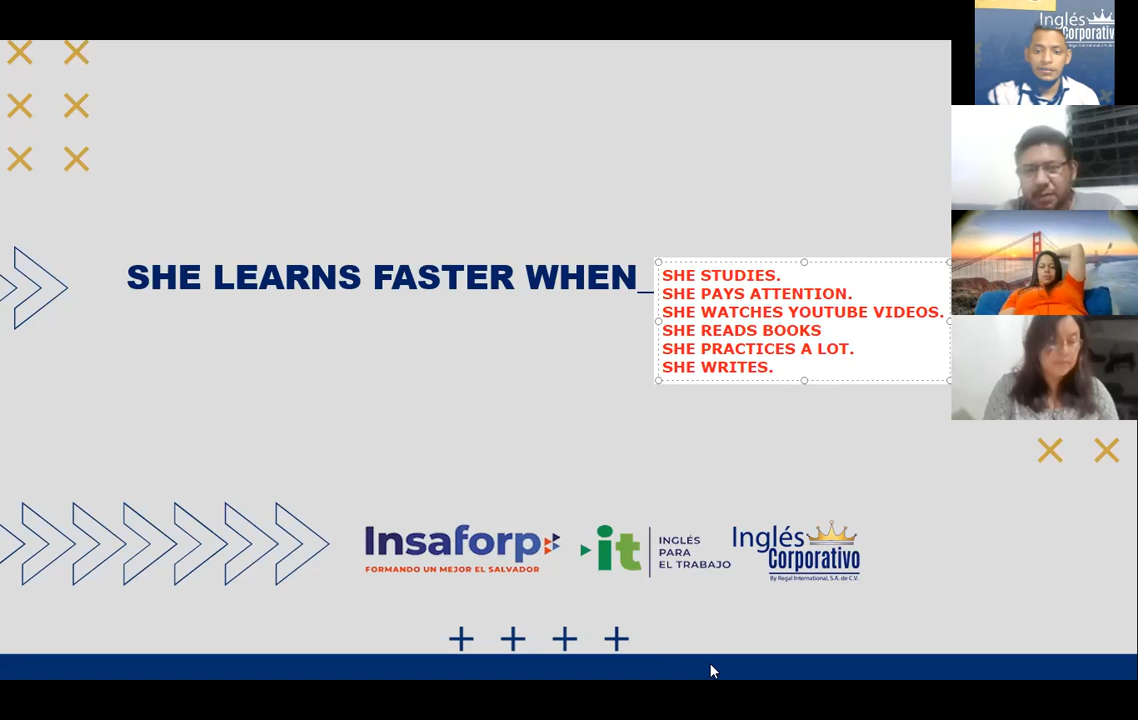 Inglés
Corporativo
SHE LEARNS FASTER WHEN_
SHE STUDIES.
SHE PAYS ATTENTION.
SHE WATCHES YOUTUBE VIDEOS.
SHE READS BOOKS
SHE PRACTICES A LOT.
SHE WRITES.
Insaforp
FORMANDO UN MEJOR EL SALVADOR
it
INGLÉS
PARA
EL TRABAJO
Inglés
Corporativo
By Regal International, S.A. de C.V.